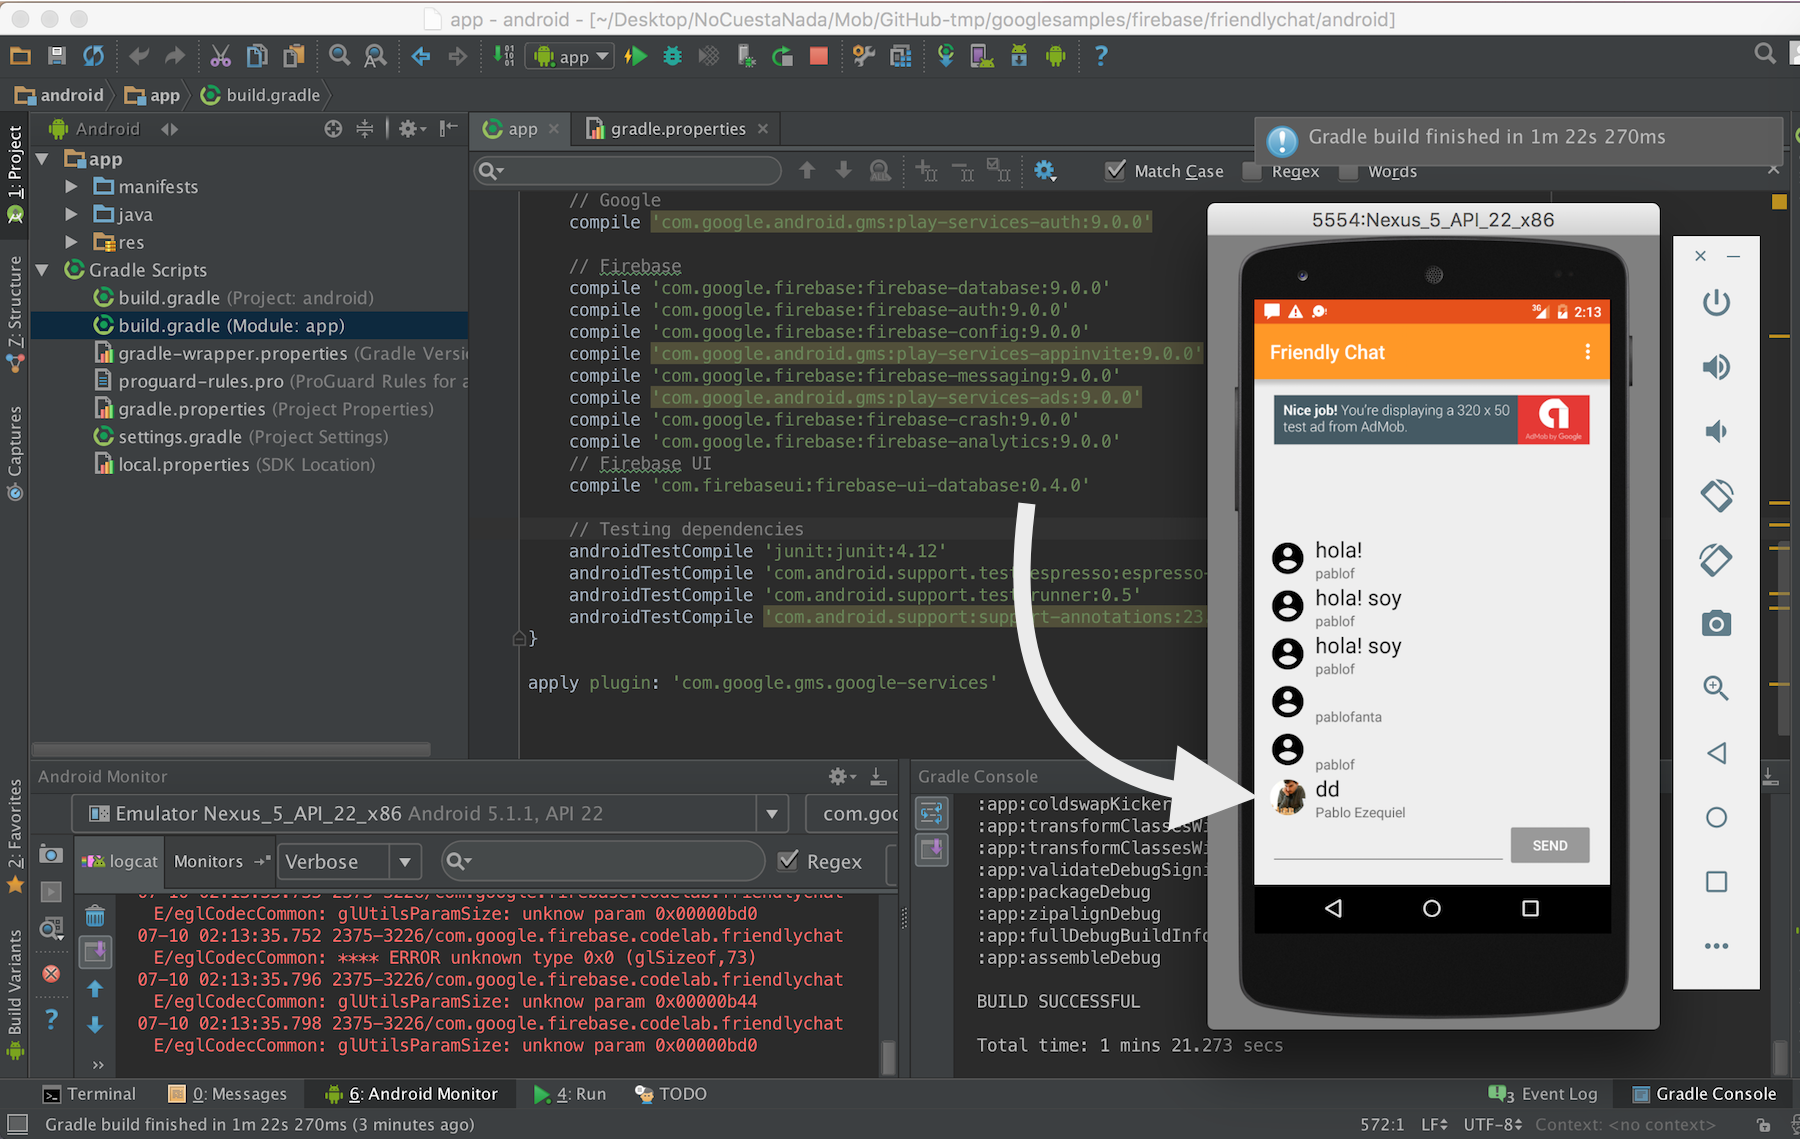 app - android - [~/Desktop/NoCuestaNada/Mob/GitHub-tmp/googlesamples/firebase/friendlychat/android]
app
android
app
build.gradle
Android
app
gradle.properties
Gradle build finished in 1m 22s 270ms
Match Case
Regex
Words
1: Project
Z: Structure
Captures
2: Favorites
Build Variants
app
manifests
java
res
Gradle Scripts
build.gradle (Project: android)
build.gradle (Module: app)
gradle-wrapper.properties (Gradle Versi
proguard-rules.pro (ProGuard Rules for a
gradle.properties (Project Properties)
settings.gradle (Project Settings)
local.properties (SDK Location)
// Google
compile 'com.google.android.gms:play-services-auth:9.0.0'
// Firebase
compile 'com.google.firebase:firebase-database:9.0.0'
compile 'com.google.firebase:firebase-auth:9.0.0'
compile 'com.google.firebase:firebase-config:9.0.0'
compile 'com.google.android.gms:play-services-appinvite:9.0.0'
compile 'com.google.firebase:firebase-messaging:9.0.0'
compile 'com.google.android.gms:play-services-ads:9.0.0'
compile 'com.google.firebase:firebase-crash:9.0.0'
compile 'com.google.firebase:firebase-analytics:9.0.0'
// Firebase UI
compile 'com.firebaseui:firebase-ui-database:0.4.0'
// Testing dependencies
androidTestCompile 'junit:junit:4.12'
androidTestCompile 'com.android.support.test espresso:espresso-
androidTestCompile 'com.android.support.test runner:0.5'
androidTestCompile 'com.android.support:support-annotations:23
}
apply plugin: 'com.google.gms.google-services'
5554:Nexus_5_API_22_x86
3G
2:13
Friendly Chat
Nice job! You're displaying a 320 x 50
test ad from AdMob.
AdMob by Google
hola!
pablof
hola! soy
pablof
hola! soy
pablof
pablofanta
pablof
dd
Pablo Ezequiel
SEND
Android Monitor
Emulator Nexus_5_API_22_x86 Android 5.1.1, API 22
com.goo
logcat
Monitors
Verbose
Regex
E/eglCodecCommon: glUtilsParamSize: unknow param 0x00000bd0
07-10 02:13:35.752 2375-3226/com.google.firebase.codelab.friendlychat
E/eglCodecCommon: **** ERROR unknown type 0x0 (glSizeof,73)
07-10 02:13:35.796 2375-3226/com.google.firebase.codelab.friendlychat
E/eglCodecCommon: glUtilsParamSize: unknow param 0x00000b44
07-10 02:13:35.798 2375-3226/com.google.firebase.codelab.friendlychat
E/eglCodecCommon: glUtilsParamSize: unknow param 0x00000bd0
Gradle Console
:app:coldswapKicker
:app:transformClassesWi
:app:transformClassesWi
:app:validateDebugSigni
:app:packageDebug
:app:zipalignDebug
:app:fullDebugBuildInfo
:app:assembleDebug
BUILD SUCCESSFUL
Total time: 1 mins 21.273 secs
Terminal
0: Messages
6: Android Monitor
4: Run
TODO
3 Event Log
Gradle Console
Gradle build finished in 1m 22s 270ms (3 minutes ago)
572:1
LF
UTF-8
Context: <no context>